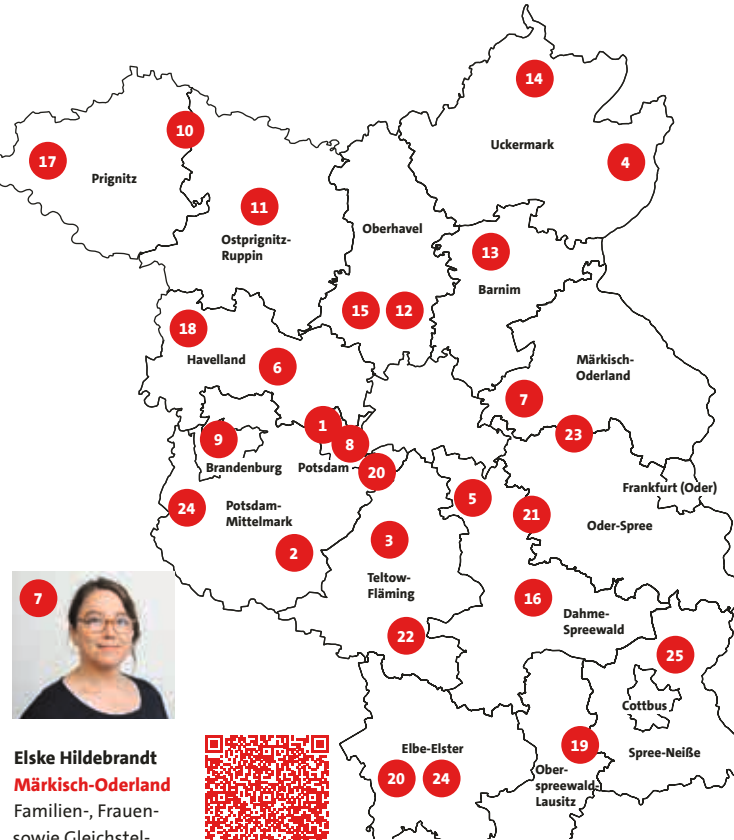 14
10
Uckermark
17
4
Prignitz
11
Oberhavel
Ostprignitz-
Ruppin
13
Barnim
15
12
18
Havelland
Märkisch-
Oderland
6
7
1
23
9
8
Brandenburg
Potsdam
20
Frankfurt (Oder)
5
24
Potsdam-
Mittelmark
21
Oder-Spree
3
2
Teltow-
Fläming
7
16
Dahme-
Spreewald
22
25
Cottbus
19
Elbe-Elster
Spree-Neiße
20
24
Ober-
spreewald-
Lausitz
Elske Hildebrandt
Märkisch-Oderland
Familien-, Frauen-
sowie Gleichstel-